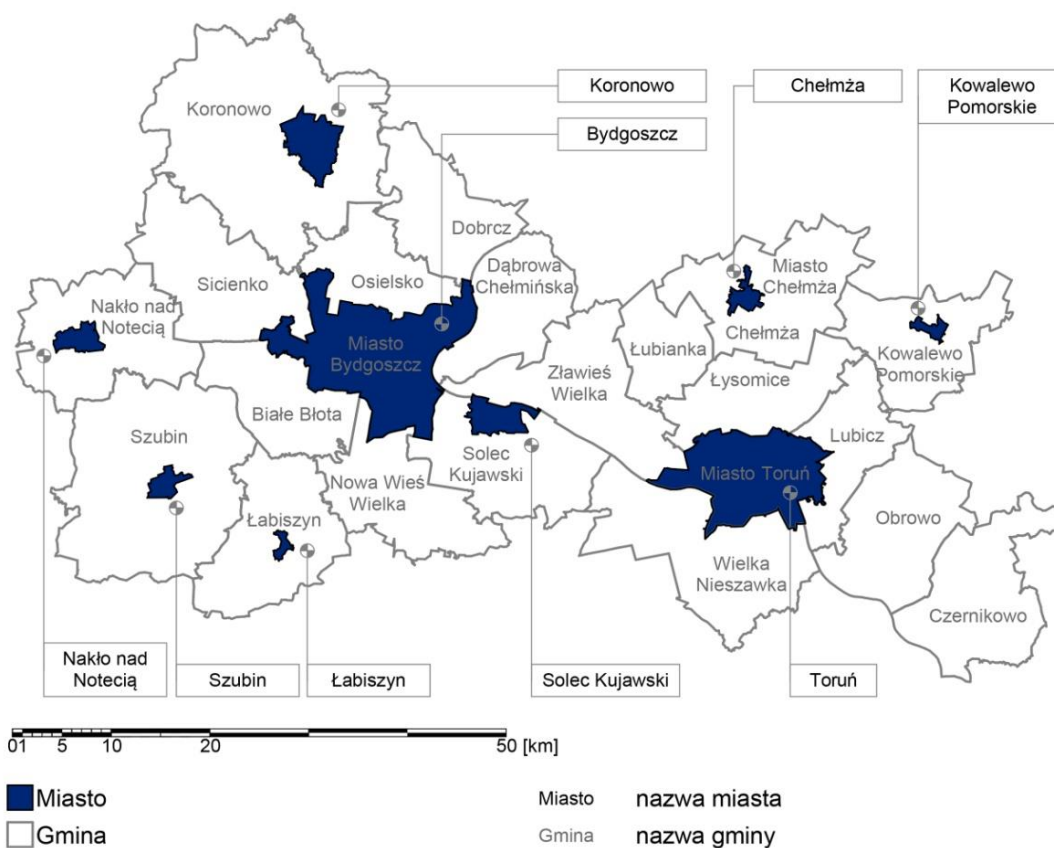 Koronowo
Chełmża
Kowalewo
Pomorskie
Koronowo
Bydgoszcz
Dobrcz
Miasto
Chełmża
Sicienko
Osielsko
Dąbrowa
Chełmińska
Nakło nad
Notecią
Miasto
Bydgoszcz
Chełmża
Łubianka
Kowalewo
Pomorskie
Zławieś
Wielka
Łysomice
Białe Błota
Szubin
Solec
Kujawski
Lubicz
Miasto Toruń
Nowa Wieś
Wielka
Łabiszyn
Obrowo
Wielka
Nieszawka
Czernikowo
Nakło nad
Notecią
Szubin
Łabiszyn
Solec Kujawski
Toruń
01 5 10 20 50 [km]
Miasto
Miasto nazwa miasta
Gmina
Gmina nazwa gminy